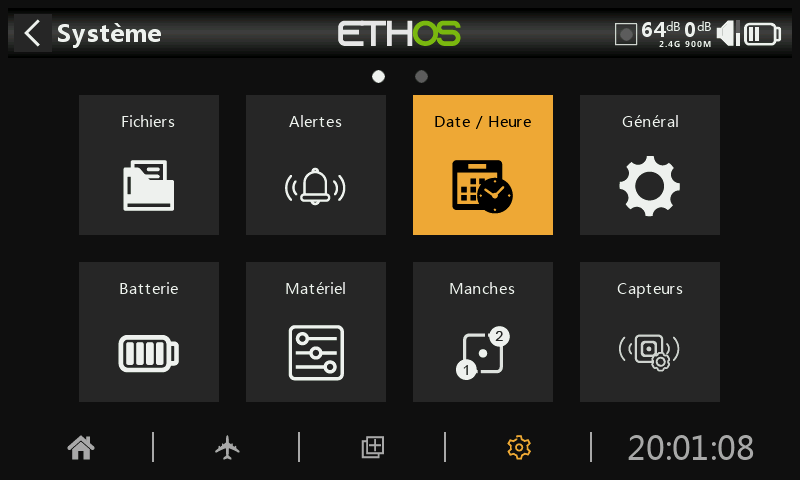 Système
ETHOS
64dB 0dB
2.4G 900M
Fichiers
Alertes
Date / Heure
Général
Batterie
Matériel
Manches
Capteurs
2
1
20:01:08